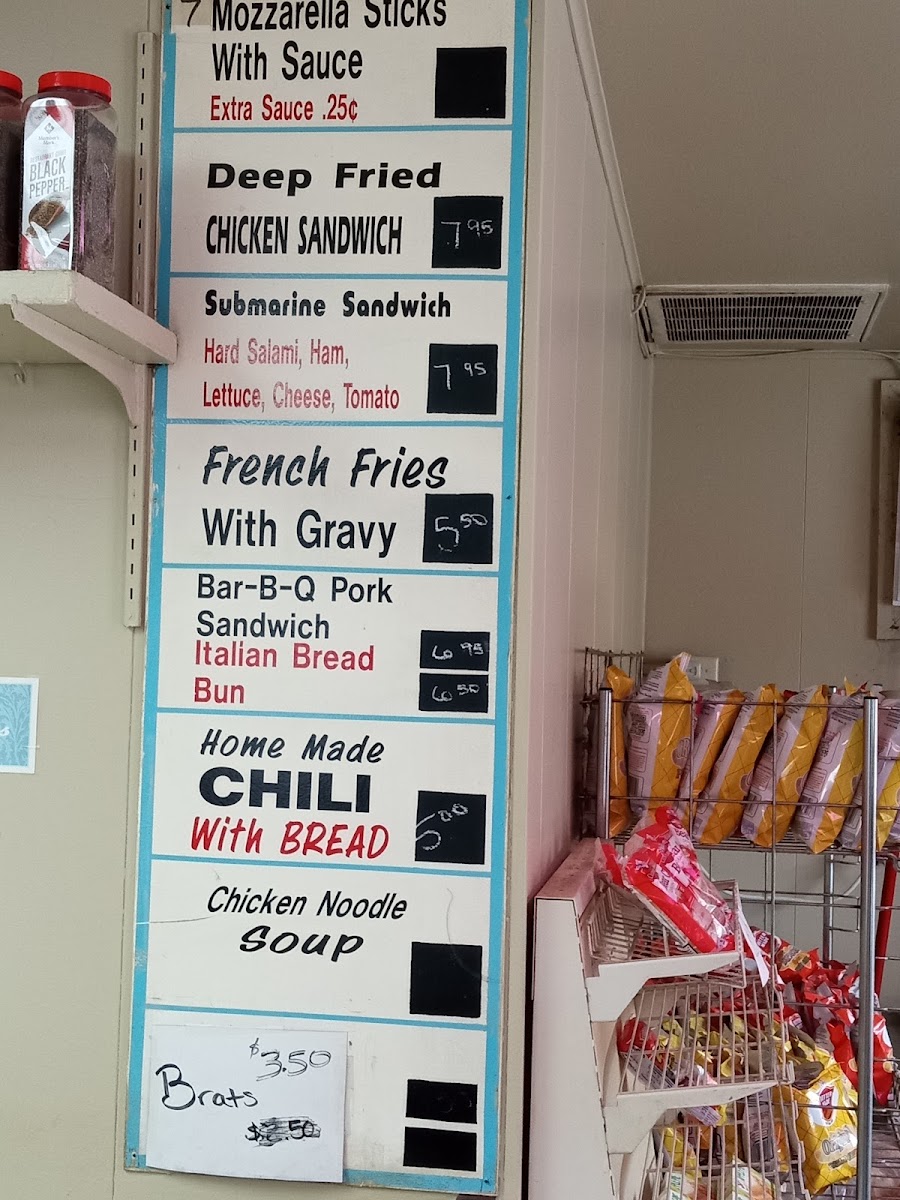 7 Mozzarella Sticks
With Sauce
Extra Sauce .25¢
Deep Fried
CHICKEN SANDWICH 7 95
Submarine Sandwich
Hard Salami, Ham,
Lettuce, Cheese, Tomato 7 95
French Fries
With Gravy 5 50
Bar-B-Q Pork
Sandwich
Italian Bread 6 95
Bun 6 50
Home Made
CHILI
With BREAD 5 00
Chicken Noodle
Soup
$3.50
Brats
BLACK
PEPPER